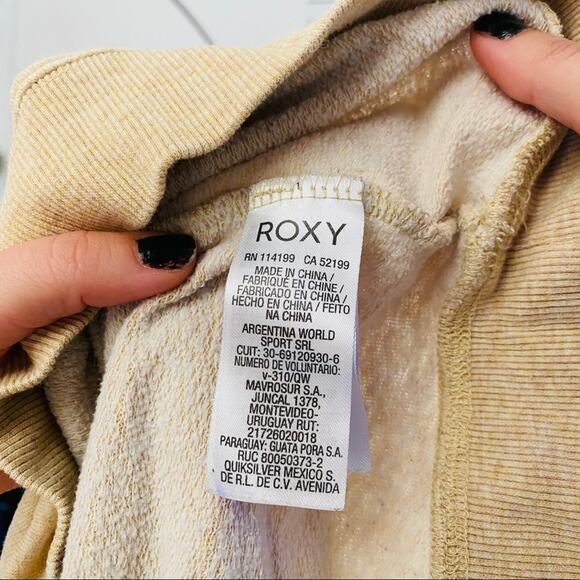 ROXY
RN 114199 CA 52199
MADE IN CHINA /
FABRIQUÉ EN CHINE /
FABRICADO EN CHINA /
HECHO EN CHINA / FEITO
NA CHINA
ARGENTINA WORLD
SPORT SRL
CUIT: 30-69120930-6
NUMERO DE VOLUNTARIO:
v-310/QW
MAVROSUR S.A.,
JUNCAL 1378,
MONTEVIDEO-
URUGUAY RUT:
21726020018
PARAGUAY: GUATA PORA S.A.
RUC 80050373-2
QUIKSILVER MEXICO S.
DE R.L. DE C.V. AVENIDA